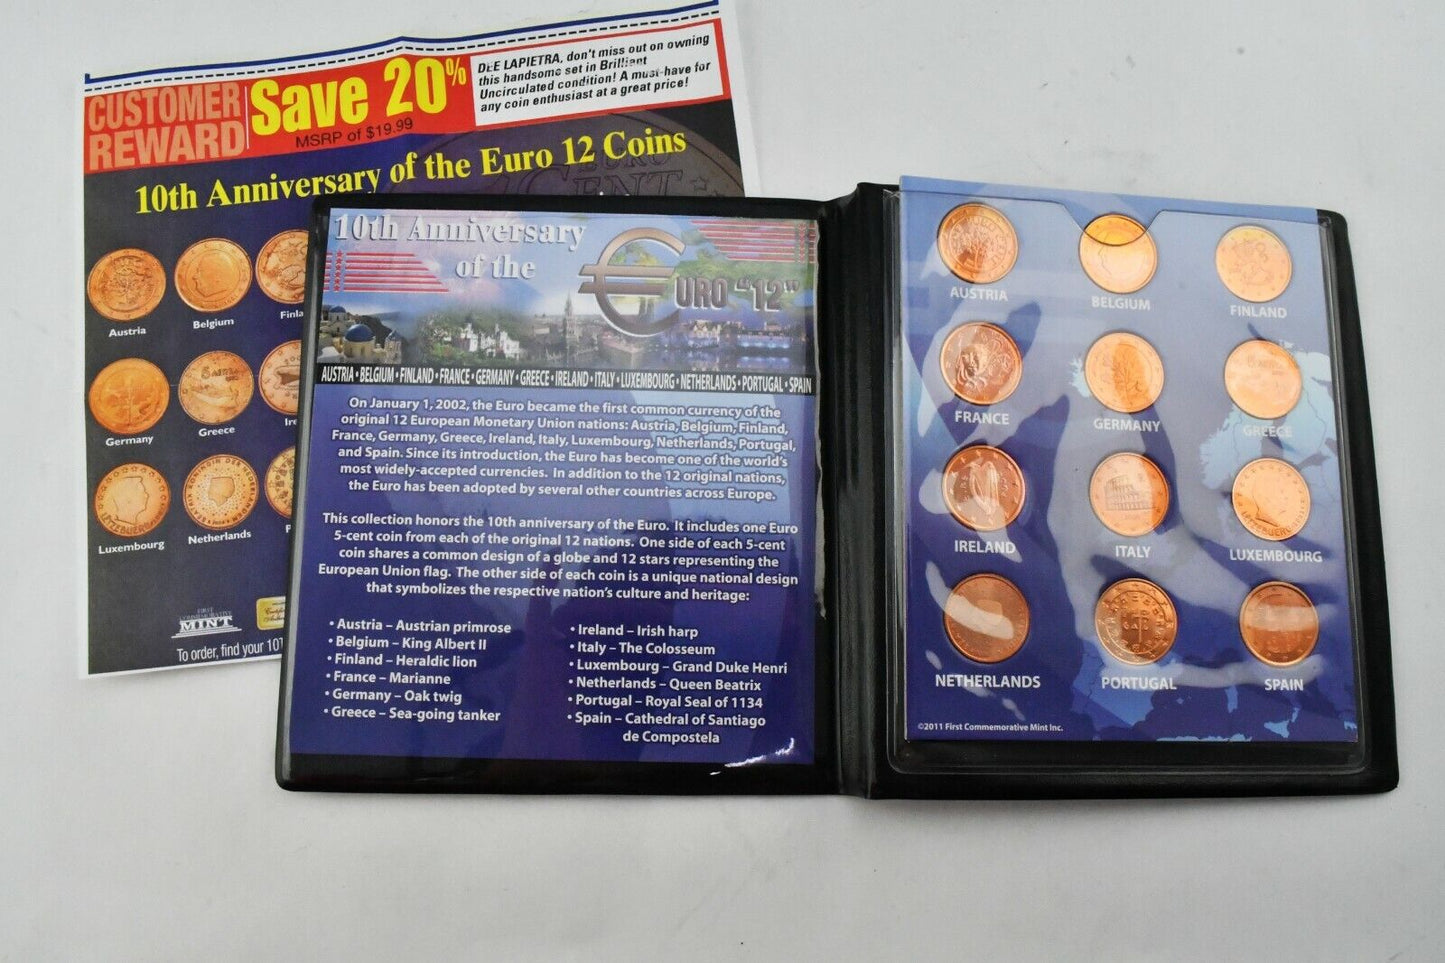 CUSTOMER
REWARD
Save 20%
MSRP of $19.99
DEE LAPIETRA, don't miss out on owning
this handsome set in Brilliant
Uncirculated condition! A must-have for
any coin enthusiast at a great price!
10th Anniversary of the Euro 12 Coins
EURO
CENT
Austria
Belgium
Finla
Germany
Greece
Ire
Luxembourg
Netherlands
P
FIRST
COMMEMORATIVE
MINT
To order, find your 10T
10th Anniversary
of the
€URO "12"
AUSTRIA • BELGIUM • FINLAND • FRANCE • GERMANY • GREECE • IRELAND • ITALY • LUXEMBOURG • NETHERLANDS • PORTUGAL • SPAIN
On January 1, 2002, the Euro became the first common currency of the
original 12 European Monetary Union nations: Austria, Belgium, Finland,
France, Germany, Greece, Ireland, Italy, Luxembourg, Netherlands, Portugal,
and Spain. Since its introduction, the Euro has become one of the world's
most widely-accepted currencies. In addition to the 12 original nations,
the Euro has been adopted by several other countries across Europe.
This collection honors the 10th anniversary of the Euro. It includes one Euro
5-cent coin from each of the original 12 nations. One side of each 5-cent
coin shares a common design of a globe and 12 stars representing the
European Union flag. The other side of each coin is a unique national design
that symbolizes the respective nation's culture and heritage:
• Austria – Austrian primrose
• Belgium – King Albert II
• Finland – Heraldic lion
• France – Marianne
• Germany – Oak twig
• Greece – Sea-going tanker
• Ireland – Irish harp
• Italy – The Colosseum
• Luxembourg – Grand Duke Henri
• Netherlands – Queen Beatrix
• Portugal – Royal Seal of 1134
• Spain – Cathedral of Santiago
de Compostela
AUSTRIA
BELGIUM
FINLAND
FRANCE
GERMANY
GREECE
IRELAND
ITALY
LUXEMBOURG
NETHERLANDS
PORTUGAL
SPAIN
©2011 First Commemorative Mint Inc.